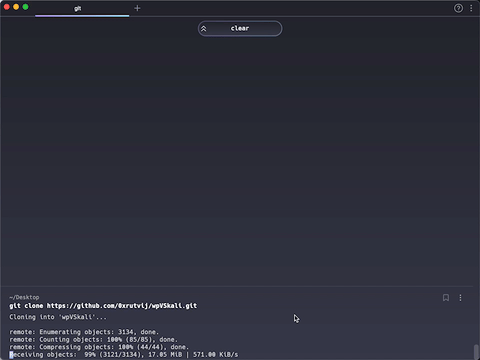 git
clear
~/Desktop
git clone https://github.com/0xrutvij/wpVSkali.git
Cloning into 'wpVSkali'...
remote: Enumerating objects: 3134, done.
remote: Counting objects: 100% (85/85), done.
remote: Compressing objects: 100% (44/44), done.
Receiving objects: 99% (3121/3134), 17.05 MiB | 571.00 KiB/s